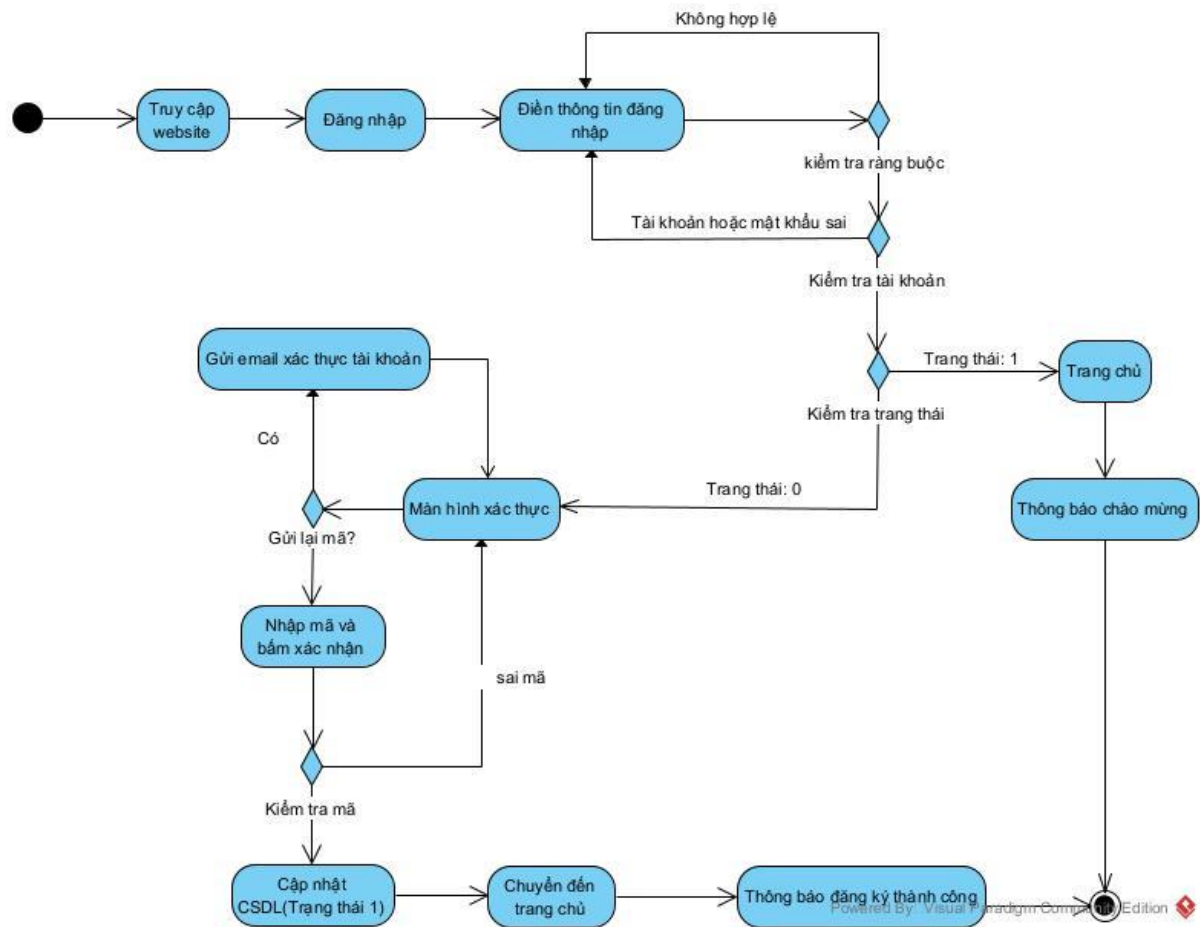 Không hợp lệ
Truy cập
website
Đăng nhập
Điền thông tin đăng
nhập
kiểm tra ràng buộc
Tài khoản hoặc mật khẩu sai
Kiểm tra tài khoản
Gửi email xác thực tài khoản
Trang thái: 1
Trang chủ
Kiểm tra trang thái
Có
Trang thái: 0
Màn hình xác thực
Thông báo chào mừng
Gửi lại mã?
Nhập mã và
bấm xác nhận
sai mã
Kiểm tra mã
Cập nhật
CSDL(Trạng thái 1)
Chuyển đến
trang chủ
Thông báo đăng ký thành công
Powered By: Visual Paradigm Community Edition